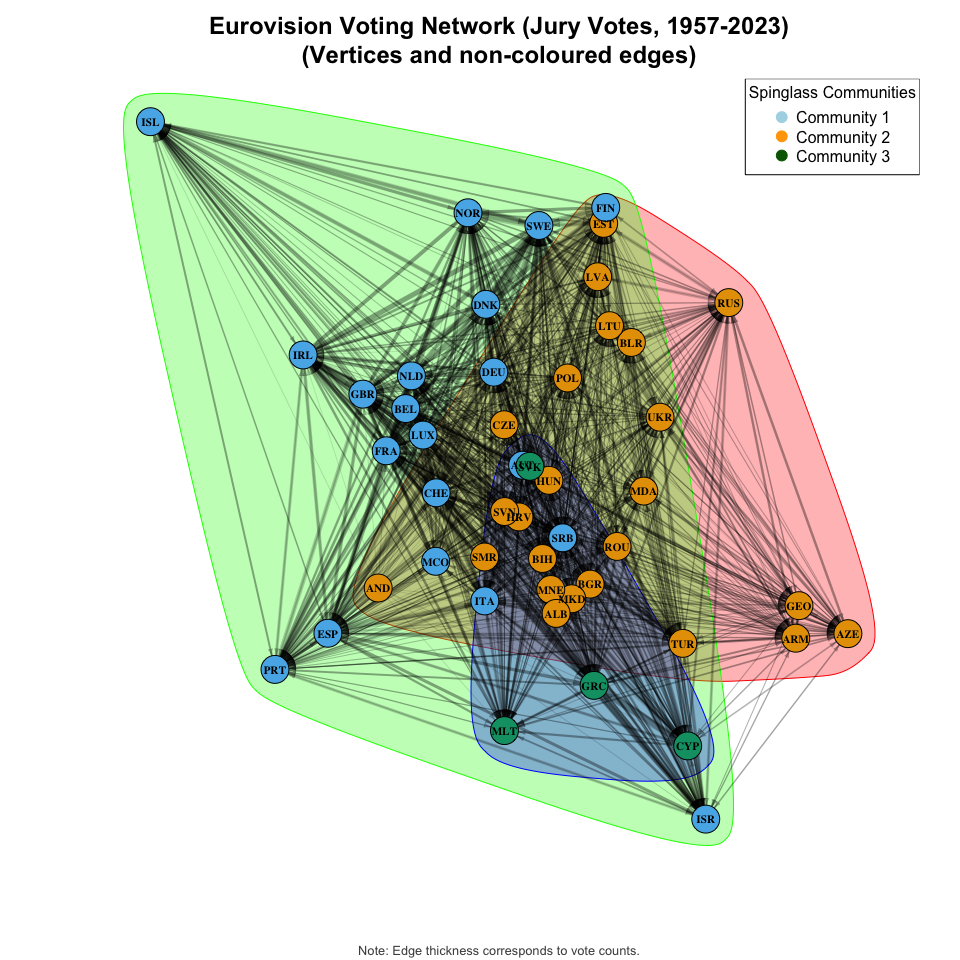 Eurovision Voting Network (Jury Votes, 1957-2023)
(Vertices and non-coloured edges)
Spinglass Communities
Community 1
Community 2
Community 3
ISL
NOR
SWE
FIN
EST
LVA
RUS
DNK
LTU
BLR
IRL
NLD
DEU
POL
GBR
BEL
UKR
CZE
LUX
FRA
SVK
HUN
CHE
MDA
SVN
HRV
SRB
ROU
SMR
BIH
MCO
AND
MNE
BGR
MKD
ITA
ALB
GEO
ESP
ARM
AZE
TUR
PRT
GRC
MLT
CYP
ISR
Note: Edge thickness corresponds to vote counts.